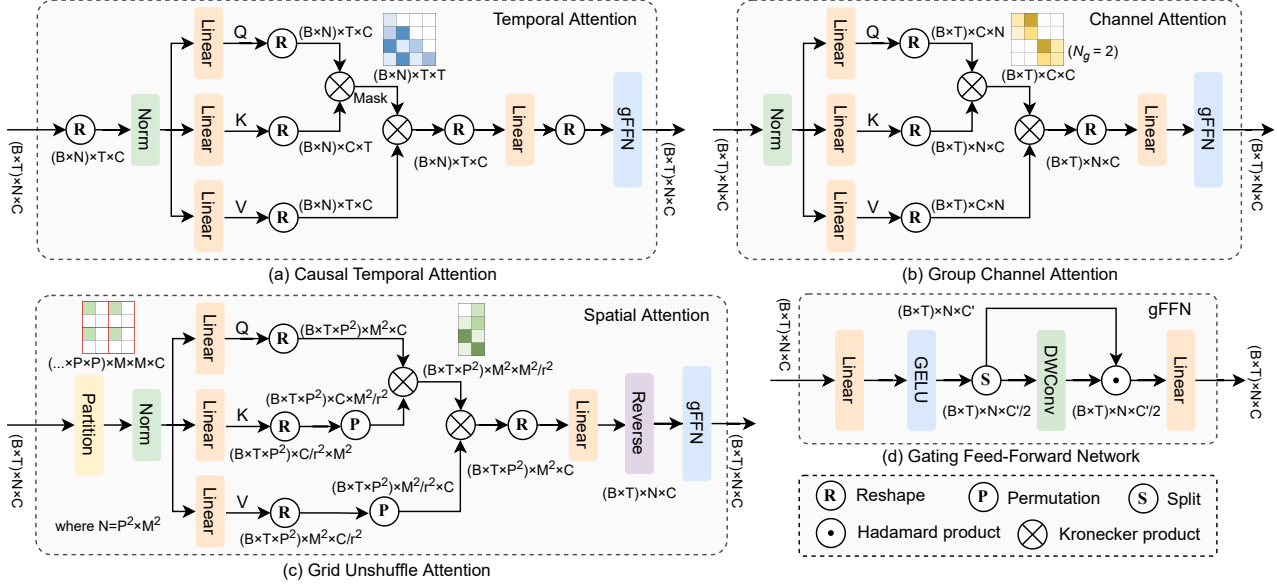 Temporal Attention
Linear
Q
R
(B×N)×T×C
(B×N)×T×T
Mask
(B×T)×N×C
R
(B×N)×T×C
Norm
Linear
K
R
(B×N)×C×T
R
(B×N)×T×C
Linear
R
gFFN
(B×T)×N×C
Linear
V
R
(B×N)×T×C
(a) Causal Temporal Attention
Channel Attention
Linear
Q
R
(B×T)×C×N
(Ng = 2)
(B×T)×C×C
(B×T)×N×C
Norm
Linear
K
R
(B×T)×N×C
R
(B×T)×N×C
Linear
gFFN
(B×T)×N×C
Linear
V
R
(B×T)×C×N
(b) Group Channel Attention
Spatial Attention
(...×P×P)×M×M×C
Linear
Q
R
(B×T×P²)×M²×C
(B×T×P²)×M²×M²/r²
(B×T)×N×C
Partition
Norm
Linear
K
R
(B×T×P²)×C/r²×M²
P
(B×T×P²)×C×M²/r²
R
(B×T×P²)×M²×C
Linear
Reverse
(B×T)×N×C
gFFN
(B×T)×N×C
Linear
V
R
(B×T×P²)×M²×C/r²
P
(B×T×P²)×M²/r²×C
where N=P²×M²
(c) Grid Unshuffle Attention
gFFN
(B×T)×N×C
(B×T)×N×C'
Linear
GELU
S
(B×T)×N×C'/2
DWConv
(B×T)×N×C'/2
Linear
(B×T)×N×C
(d) Gating Feed-Forward Network
R Reshape
P Permutation
S Split
Hadamard product
Kronecker product